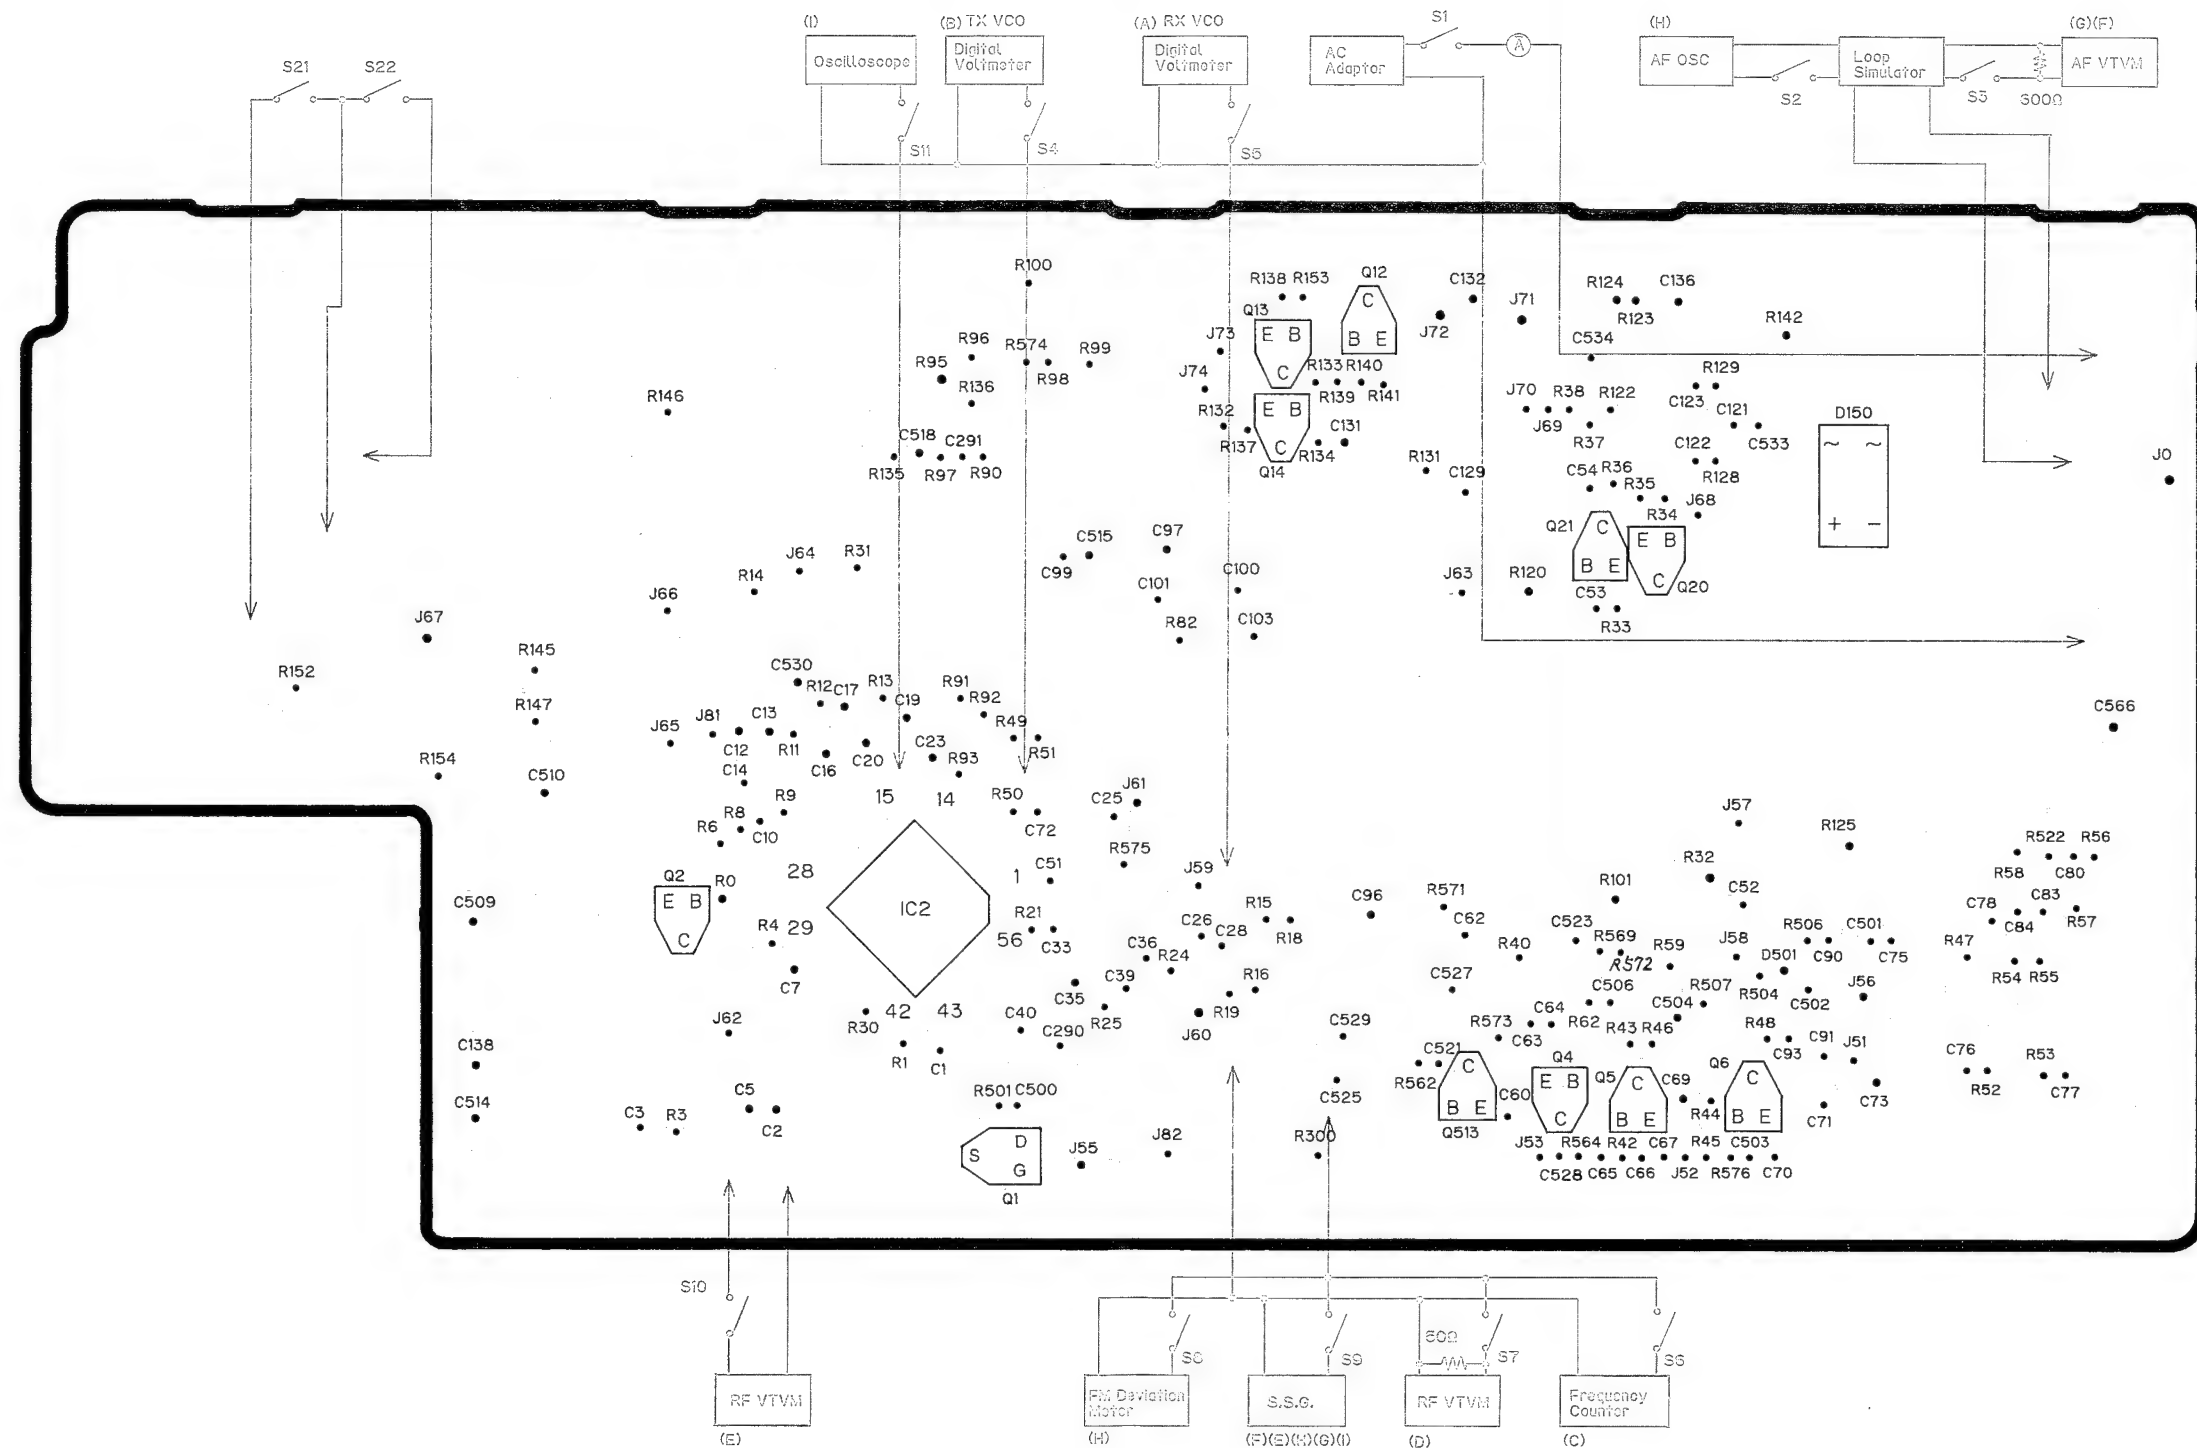 (I) (B) TX VCO (A) RX VCO S1 (H) (G)(F)
Oscilloscope
Digital
Voltmeter
Digital
Voltmeter
AC
Adaptor
A
AF OSC
Loop
Simulator
AF VTVM
S21 S22
S2 S3 300Ω
S11 S4 S5
R100
R138 R153 Q12 C132
R124 C136
Q13 C J71
E B J72 R123 R142
J73 B E
R96 R574 R99 C534
R95 R98 C
J74 R133 R140 R129
R136 R139 R141 J70 R38 R122 C123
R146 E B C121 D150
R132 C131 J69 ~ ~
C518 C291 R137 C R134 R37 C122 C533
R135 R97 R90 Q14 R131 C129 C54 R36 R128 J0
R35 J68
R34 + −
Q21 C E B
C97
C515
C99 B E C Q20
J64 R31 C100
R14 C101 J63 R120 C53
J66
J67 R82 C103 R33
R145
R152 C530
R12 C17 R13 C19 R91 R92
R147 R49 C566
J65 J81 C13
C12 R11 C16 C20 C23 R93 R51
R154 C14
C510
15 14 R50 C25 J61
R9 C72 J57
R8 R125
R6 C10 R522 R56
R575 R58 C80
28 1 C51 J59 R32
Q2 R0
E B IC2 R101 C52 C83
C96 R571
C509 R21 R15 C62 C78
R4 29 56 C33 C26 C28 R18 C523 R506 C501 C84 R57
C R569 R59 J58 C90 C75 R47
C36 R24 R40 R572 D501
R54 R55
C7 C35 C39 R16 C527 C506 R507 R504 C502 J56
C504
R30 42 43 C40 R25 R19 C64 R62
J62 C290 J60 C529 R573 C63 R43 R46 R48 C91 J51
C93
C138 R1 C1 C521 C Q4 Q5 C Q6 C C76 R53
R562 E B C69 R52 C77
C5 R501 C500 C525 B E C60 B E R44 B E C73
C514 C3 R3 C2 Q513 C C71
S D G J55 J82 R300 J53 R564 R42 C67 R45 C503
Q1 C528 C65 C66 J52 R576 C70
S10 S8 S9 50Ω S7 S6
RF VTVM
FM Deviation
Meter
S.S.G.
RF VTVM
Frequency
Counter
(E) (H) (F)(E)(H)(G)(I) (D) (C)